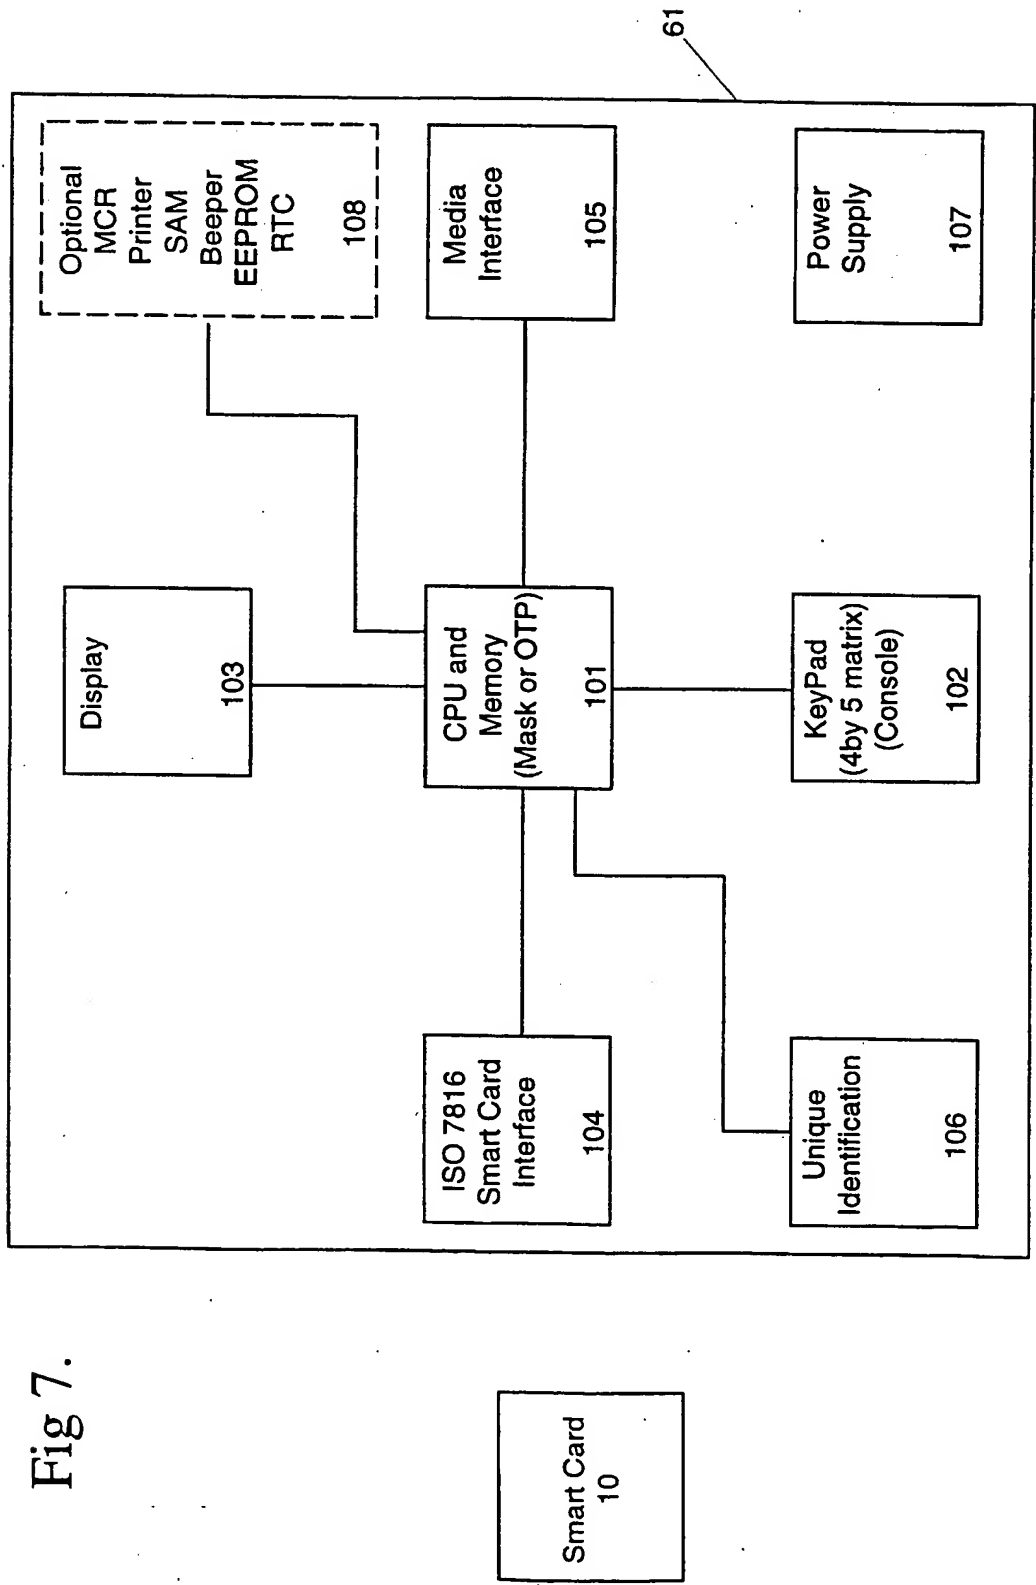 Fig 7.
61
Display
103
Optional
MCR
Printer
SAM
Beeper
EEPROM
RTC
108
Smart Card
10
ISO 7816
Smart Card
Interface
104
CPU and
Memory
(Mask or OTP)
101
Media
Interface
105
Unique
Identification
106
KeyPad
(4by 5 matrix)
(Console)
102
Power
Supply
107